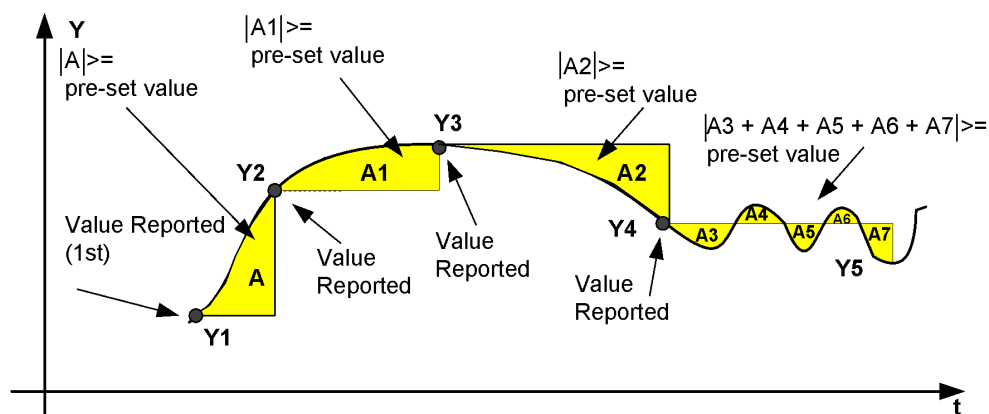 Y
|A|>=
pre-set value
|A1|>=
pre-set value
|A2|>=
pre-set value
|A3 + A4 + A5 + A6 + A7|>=
pre-set value
Y3
Y2
A1
A2
Value Reported
(1st)
A
Y1
Value
Reported
Value
Reported
Y4
Value
Reported
A3
A4
A5
A6
A7
Y5
t